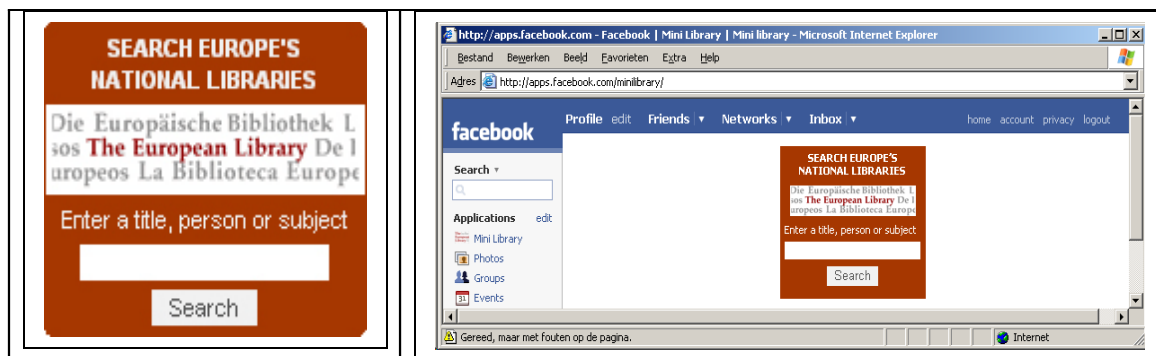 SEARCH EUROPE'S
NATIONAL LIBRARIES
Die Europäische Bibliothek L
sos The European Library De l
uropeos La Biblioteca Europe
Enter a title, person or subject
Search
http://apps.facebook.com - Facebook | Mini Library | Mini library - Microsoft Internet Explorer
Bestand Bewerken Beeld Favorieten Extra Help
Adres http://apps.facebook.com/minilibrary/
facebook Profile edit Friends Networks Inbox home account privacy logout
Search
Applications edit
Mini Library
Photos
Groups
31 Events
SEARCH EUROPE'S
NATIONAL LIBRARIES
Die Europäische Bibliothek L
sos The European Library De l
uropeos La Biblioteca Europe
Enter a title, person or subject
Search
Gereed, maar met fouten op de pagina. Internet